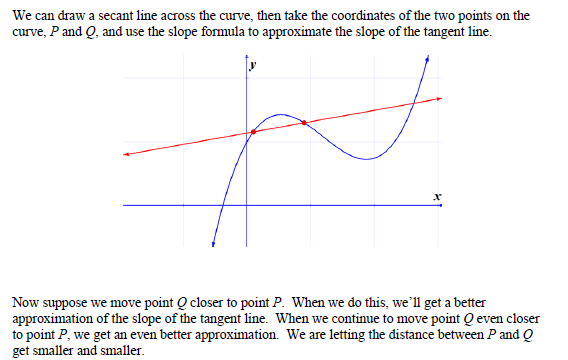 We can draw a secant line across the curve, then take the coordinates of the two points on the
curve, P and Q, and use the slope formula to approximate the slope of the tangent line.
y
x
Now suppose we move point Q closer to point P.  When we do this, we’ll get a better
approximation of the slope of the tangent line.  When we continue to move point Q even closer
to point P, we get an even better approximation.  We are letting the distance between P and Q
get smaller and smaller.